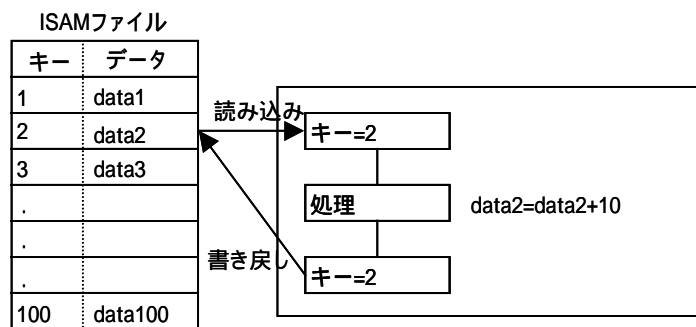 ISAMファイル
キー データ
1 data1
2 data2
3 data3
.
.
.
100 data100
読み込み
書き戻し
キー=2
処理 data2=data2+10
キー=2